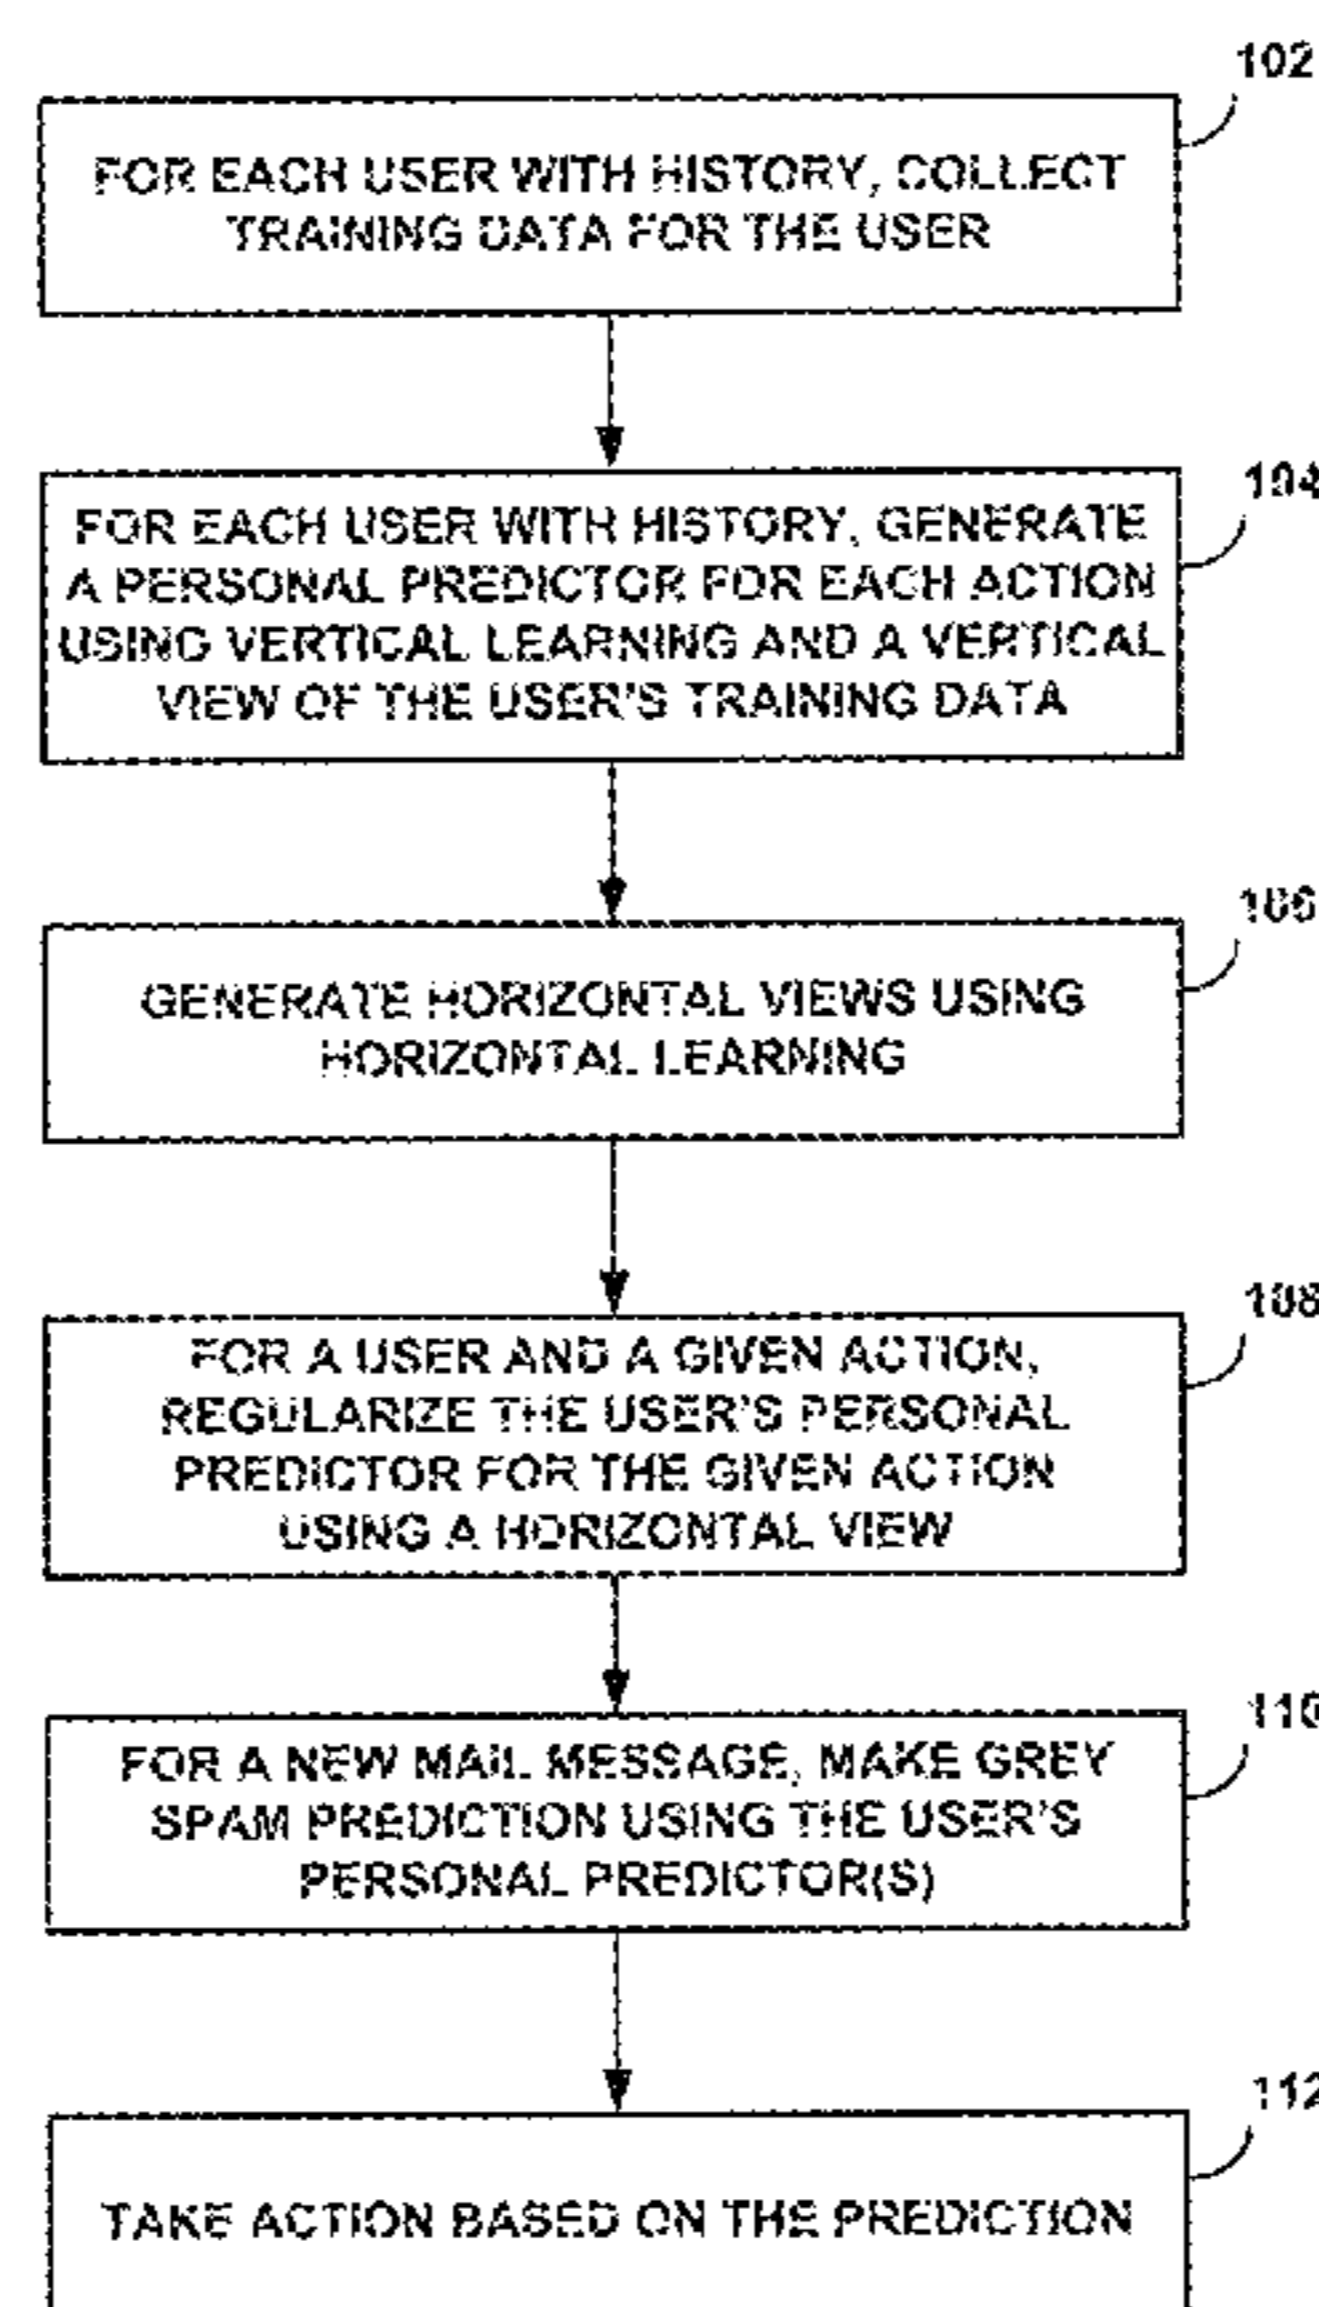 102
FOR EACH USER WITH HISTORY, COLLECT
TRAINING DATA FOR THE USER
104
FOR EACH USER WITH HISTORY, GENERATE
A PERSONAL PREDICTOR FOR EACH ACTION
USING VERTICAL LEARNING AND A VERTICAL
VIEW OF THE USER'S TRAINING DATA
106
GENERATE HORIZONTAL VIEWS USING
HORIZONTAL LEARNING
108
FOR A USER AND A GIVEN ACTION,
REGULARIZE THE USER'S PERSONAL
PREDICTOR FOR THE GIVEN ACTION
USING A HORIZONTAL VIEW
110
FOR A NEW MAIL MESSAGE, MAKE GREY
SPAM PREDICTION USING THE USER'S
PERSONAL PREDICTOR(S)
112
TAKE ACTION BASED ON THE PREDICTION